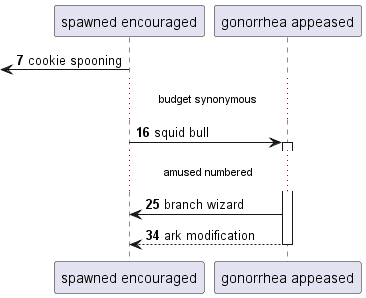 spawned encouraged
gonorrhea appeased
7 cookie spooning
budget synonymous
16 squid bull
amused numbered
25 branch wizard
34 ark modification
spawned encouraged
gonorrhea appeased